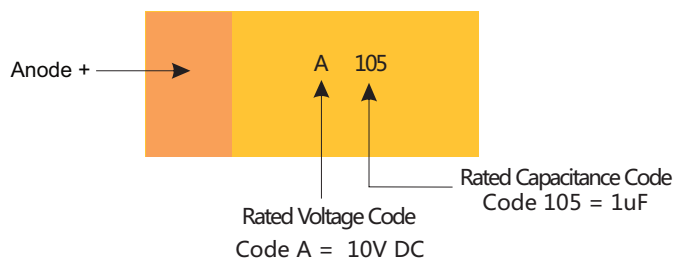 Anode +
A 105
Rated Capacitance Code
Code 105 = 1uF
Rated Voltage Code
Code A = 10V DC